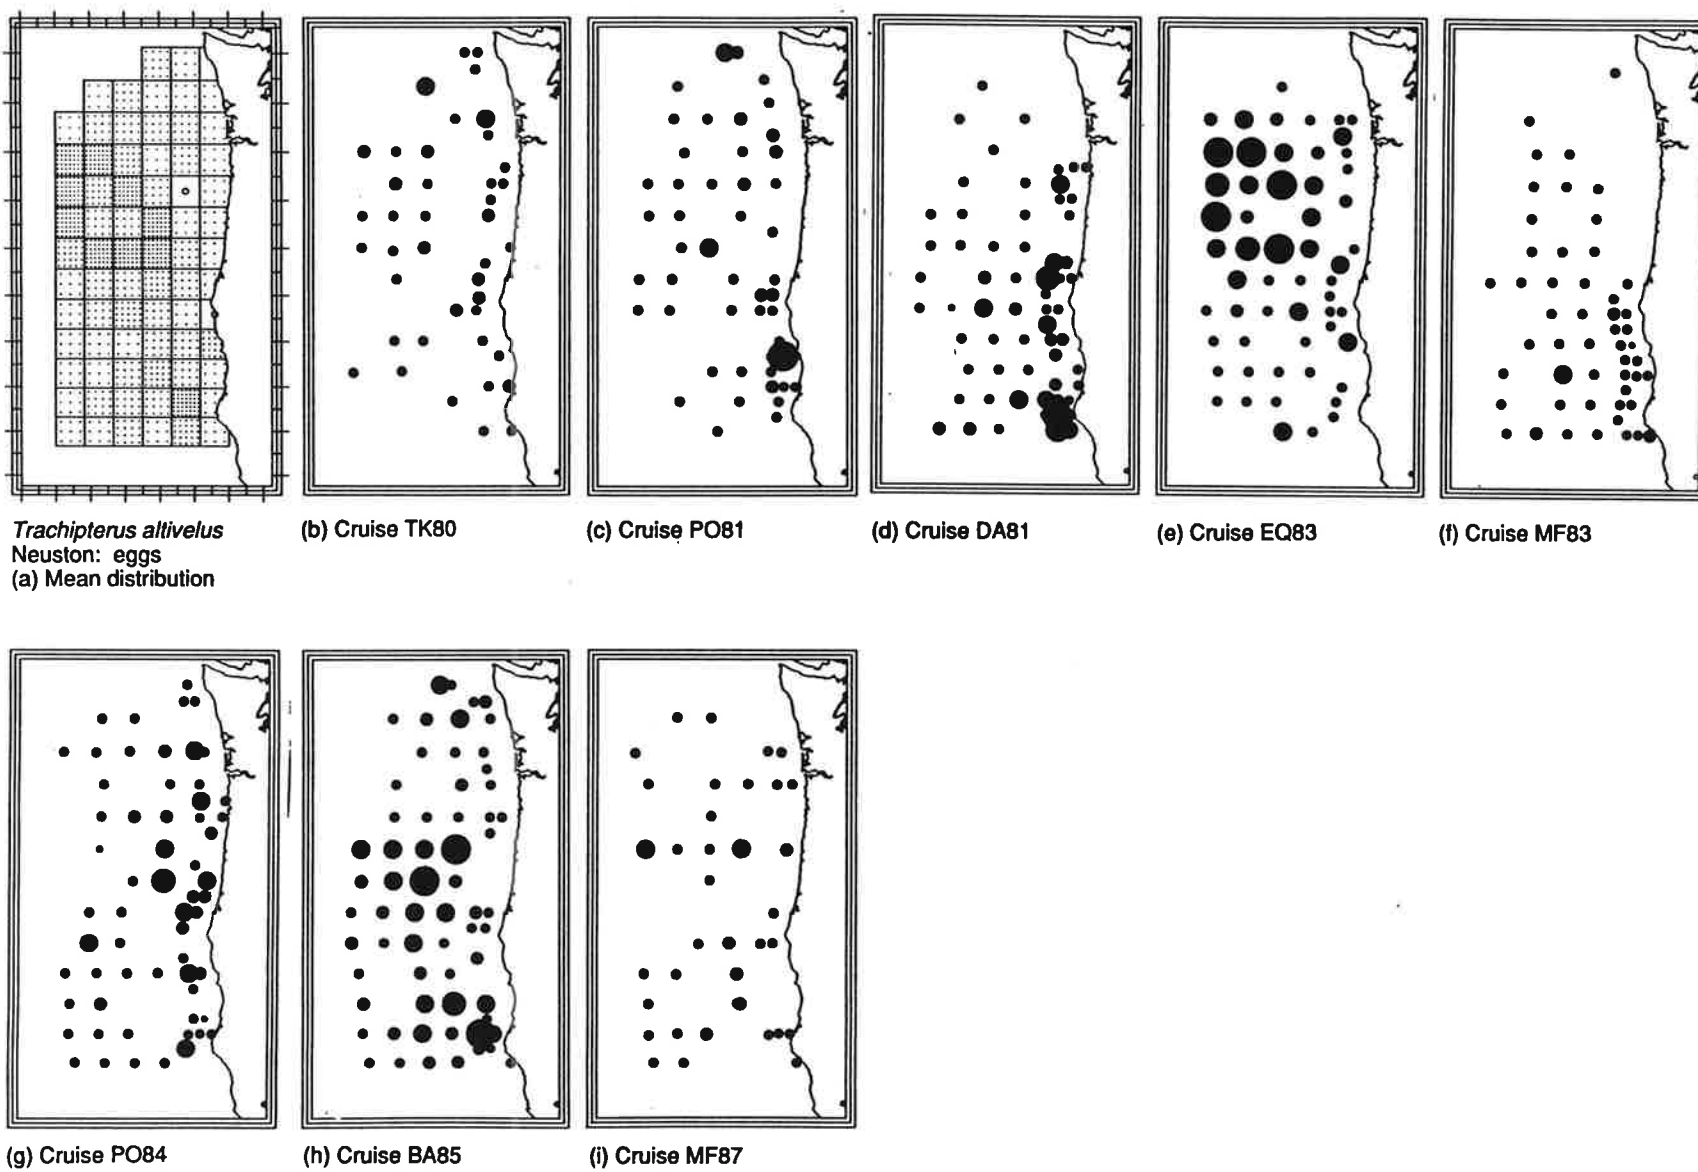 Trachipterus altivelus
Neuston: eggs
(a) Mean distribution
(b) Cruise TK80
(c) Cruise PO81
(d) Cruise DA81
(e) Cruise EQ83
(f) Cruise MF83
(g) Cruise PO84
(h) Cruise BA85
(i) Cruise MF87